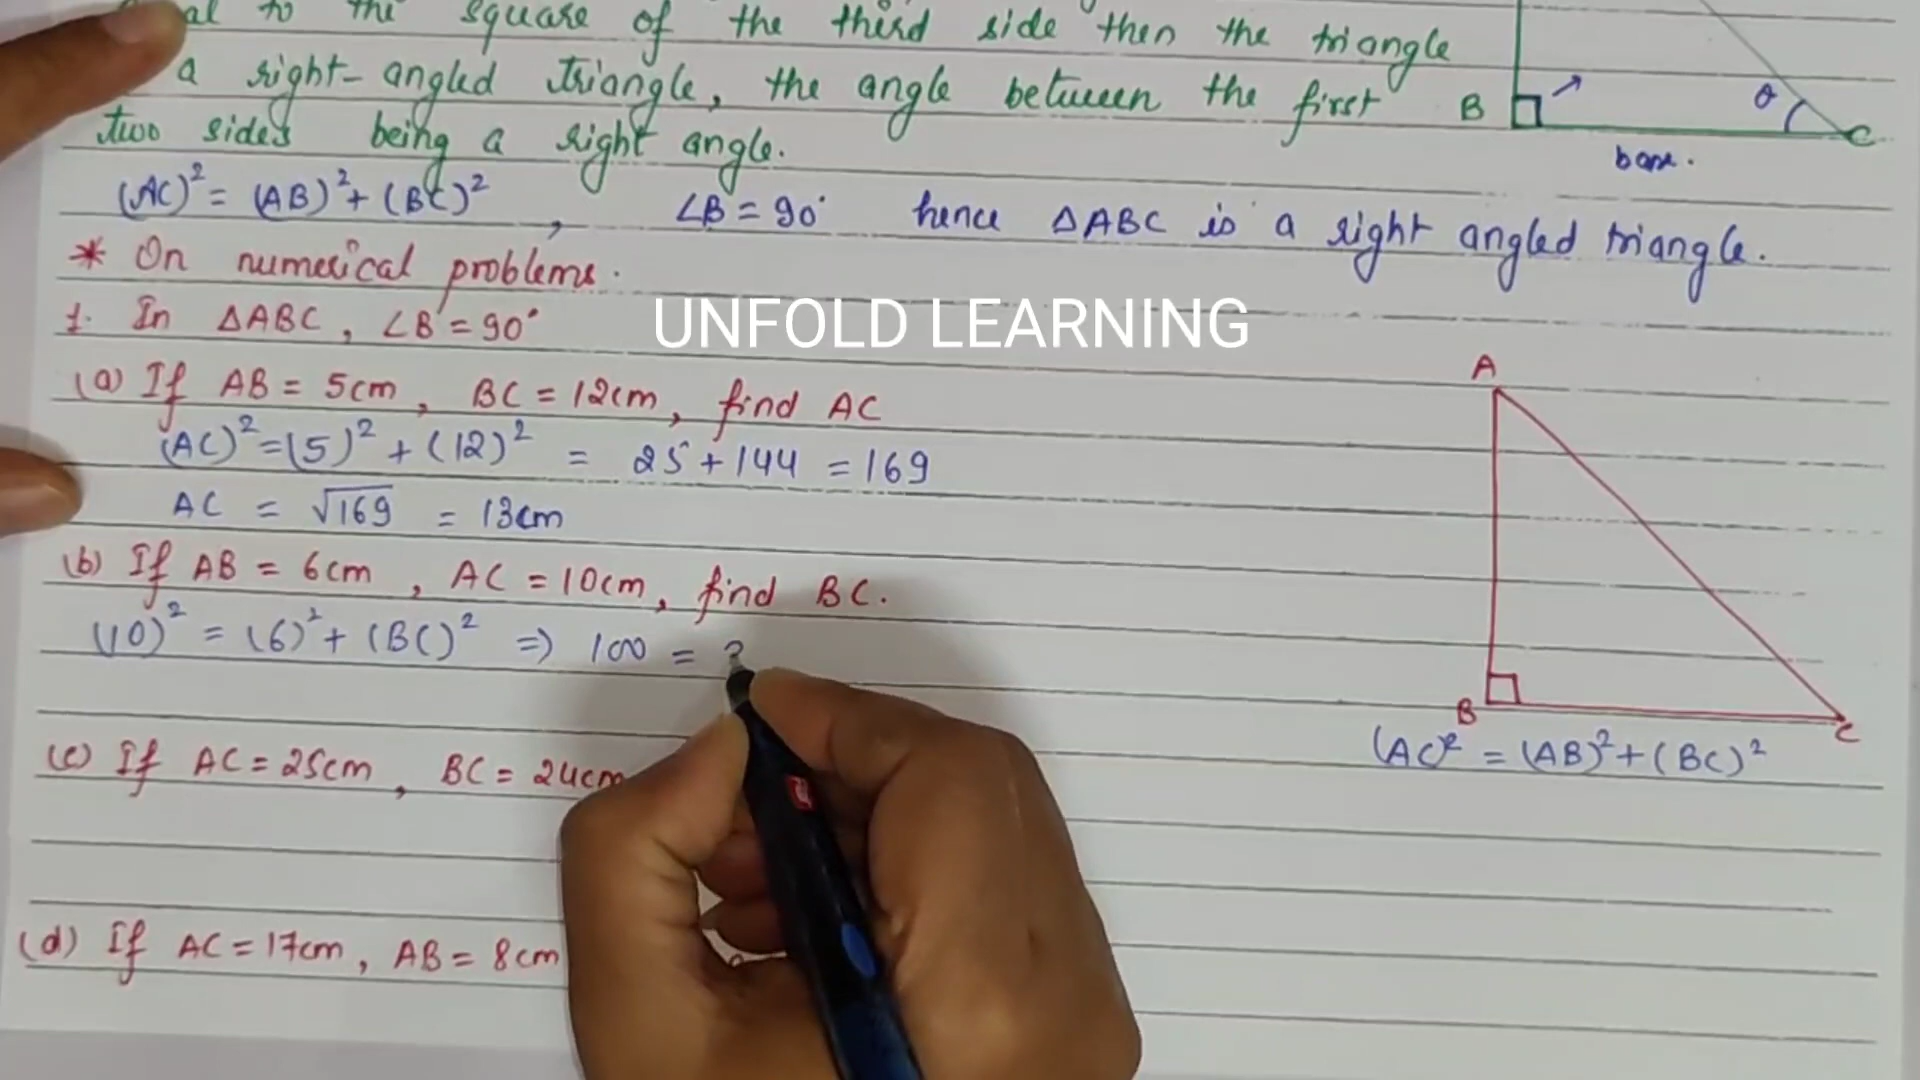 to the square of the third side then the triangle
a right-angled triangle, the angle between the first
two sides being a right angle.
B
θ
C
base.
(AC)² = (AB)² + (BC)² , ∠B = 90° hence △ABC is a right angled triangle.
* On numerical problems.
1. In △ABC, ∠B = 90°
UNFOLD LEARNING
(a) If AB = 5cm, BC = 12cm, find AC
(AC)² = (5)² + (12)² = 25 + 144 = 169
AC = √169 = 13cm
(b) If AB = 6cm, AC = 10cm, find BC.
(10)² = (6)² + (BC)² => 100 =
(c) If AC = 25cm, BC = 24cm
(d) If AC = 17cm, AB = 8cm
A
B
C
(AC)² = (AB)² + (BC)²